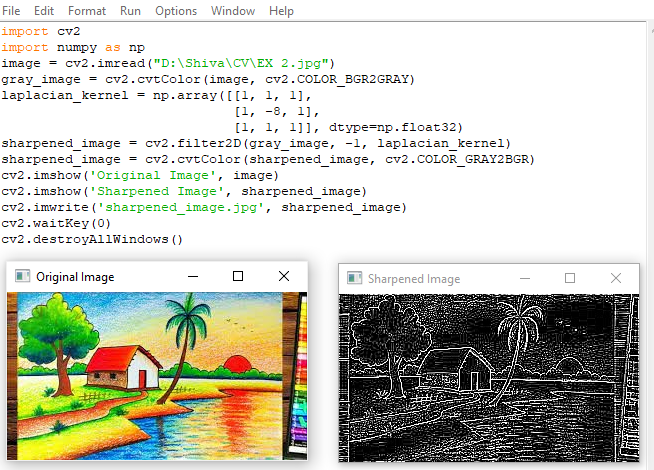 File Edit Format Run Options Window Help
import cv2
import numpy as np
image = cv2.imread("D:\Shiva\CV\EX 2.jpg")
gray_image = cv2.cvtColor(image, cv2.COLOR_BGR2GRAY)
laplacian_kernel = np.array([[1, 1, 1],
                             [1, -8, 1],
                             [1, 1, 1]], dtype=np.float32)
sharpened_image = cv2.filter2D(gray_image, -1, laplacian_kernel)
sharpened_image = cv2.cvtColor(sharpened_image, cv2.COLOR_GRAY2BGR)
cv2.imshow('Original Image', image)
cv2.imshow('Sharpened Image', sharpened_image)
cv2.imwrite('sharpened_image.jpg', sharpened_image)
cv2.waitKey(0)
cv2.destroyAllWindows()
Original Image
Sharpened Image